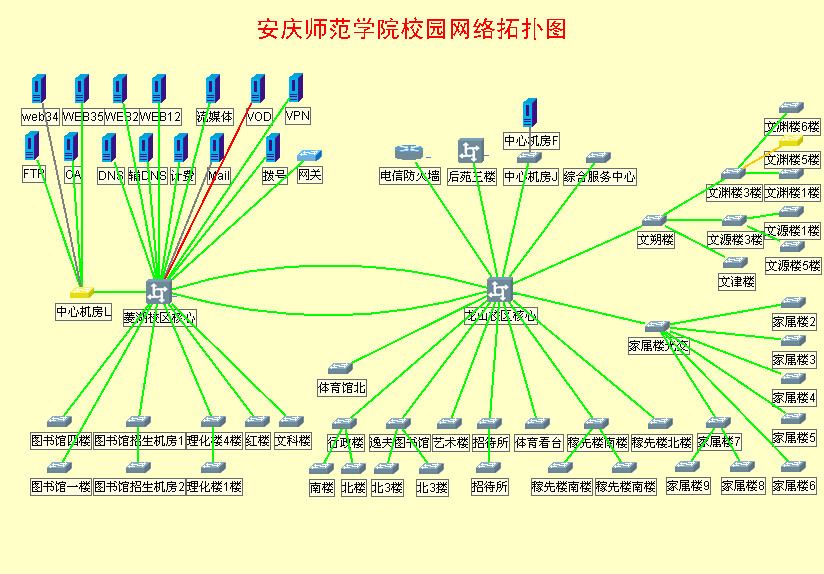 安庆师范学院校园网络拓扑图
web34
WEB35
WEB2
WEB12
流媒体
VOD
VPN
中心机房F
文渊楼6楼
FTP
OA
DNS
辅DNS
计费
Mail
拨号
网关
电信防火墙
后苑主楼
中心机房J
综合服务中心
文渊楼5楼
文渊楼3楼
文渊楼1楼
文朔楼
文源楼3楼
文源楼1楼
文源楼5楼
文津楼
中心机房L
菱湖校区核心
龙山校区核心
家属楼光交
家属楼2
家属楼3
家属楼4
家属楼5
家属楼6
体育馆北
图书馆四楼
图书馆招生机房1
理化楼4楼
红楼
文科楼
行政楼
逸夫图书馆
艺术楼
招待所
体育看台
稼先楼南楼
稼先楼北楼
家属楼7
图书馆一楼
图书馆招生机房2
理化楼1楼
南楼
北楼
北3楼
北3楼
招待所
稼先楼南楼
稼先楼南楼
家属楼9
家属楼8